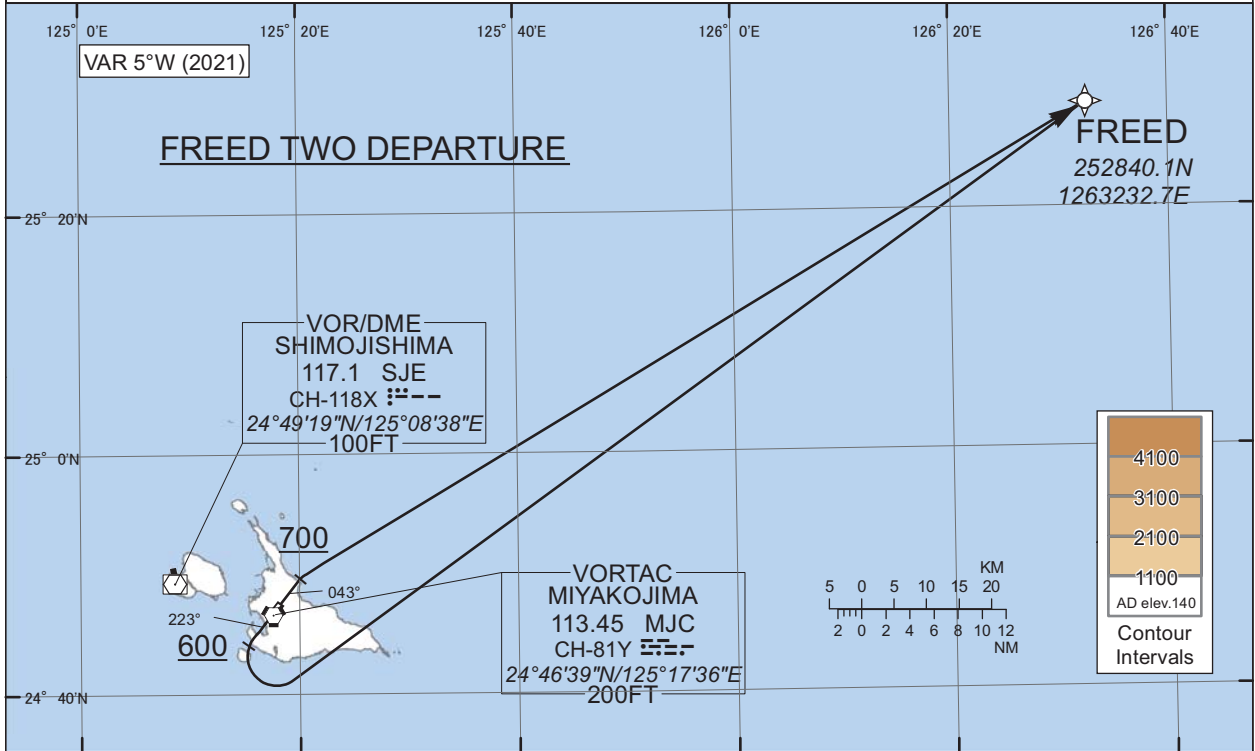 125° 0'E
125° 20'E
125° 40'E
126° 0'E
126° 20'E
126° 40'E
VAR 5°W (2021)
FREED TWO DEPARTURE
FREED
252840.1N
1263232.7E
25° 20'N
VOR/DME
SHIMOJISHIMA
117.1 SJE
CH-118X
24°49'19"N/125°08'38"E
100FT
25° 0'N
700
043°
223°
600
VORTAC
MIYAKOJIMA
113.45 MJC
CH-81Y
24°46'39"N/125°17'36"E
200FT
24° 40'N
KM
5 0 5 10 15 20
2 0 2 4 6 8 10 12
NM
4100
3100
2100
1100
AD elev.140
Contour
Intervals